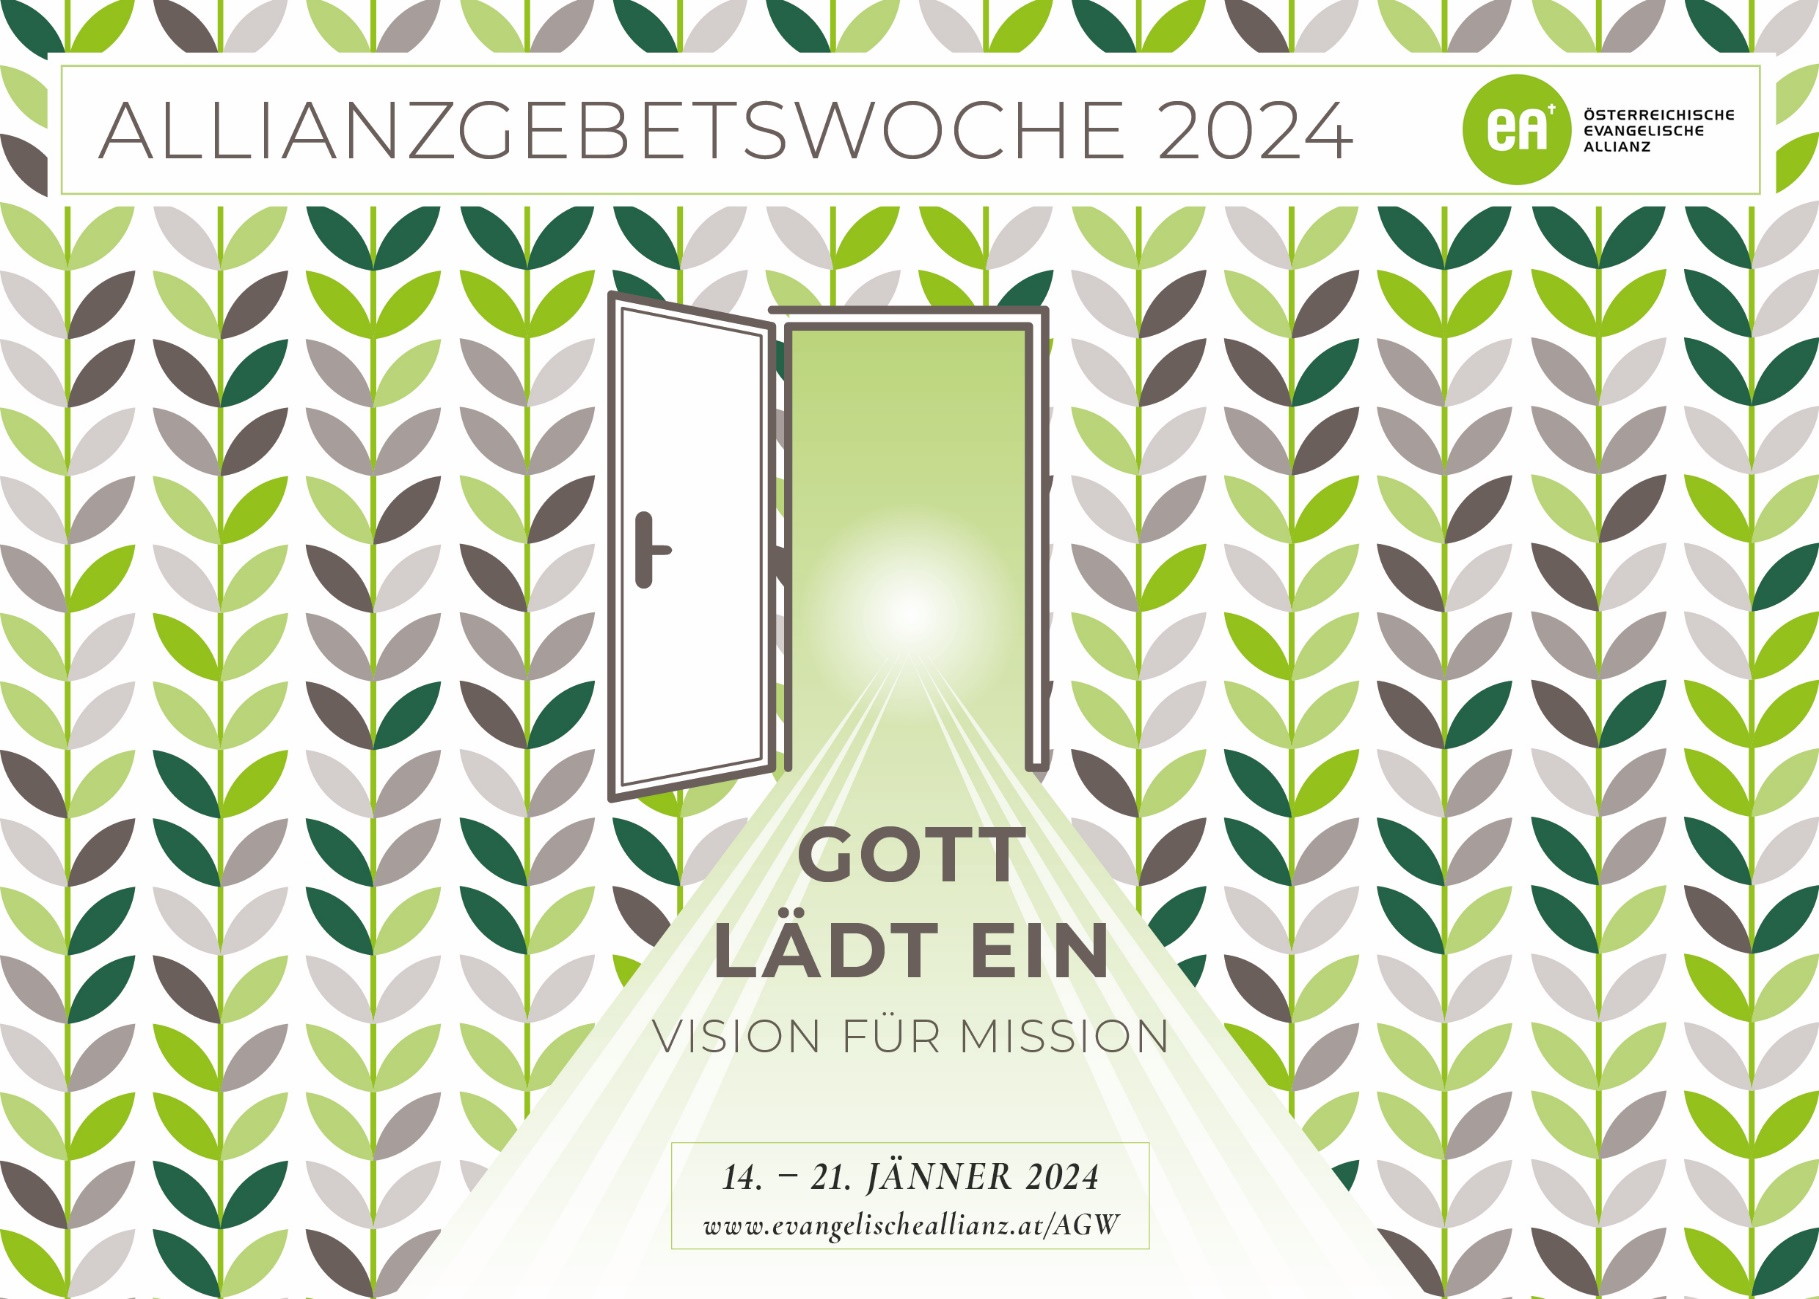 ALLIANZGEBETSWOCHE 2024
eA
ÖSTERREICHISCHE
EVANGELISCHE
ALLIANZ
GOTT
LÄDT EIN
VISION FÜR MISSION
14. – 21. JÄNNER 2024
www.evangelischeallianz.at/AGW